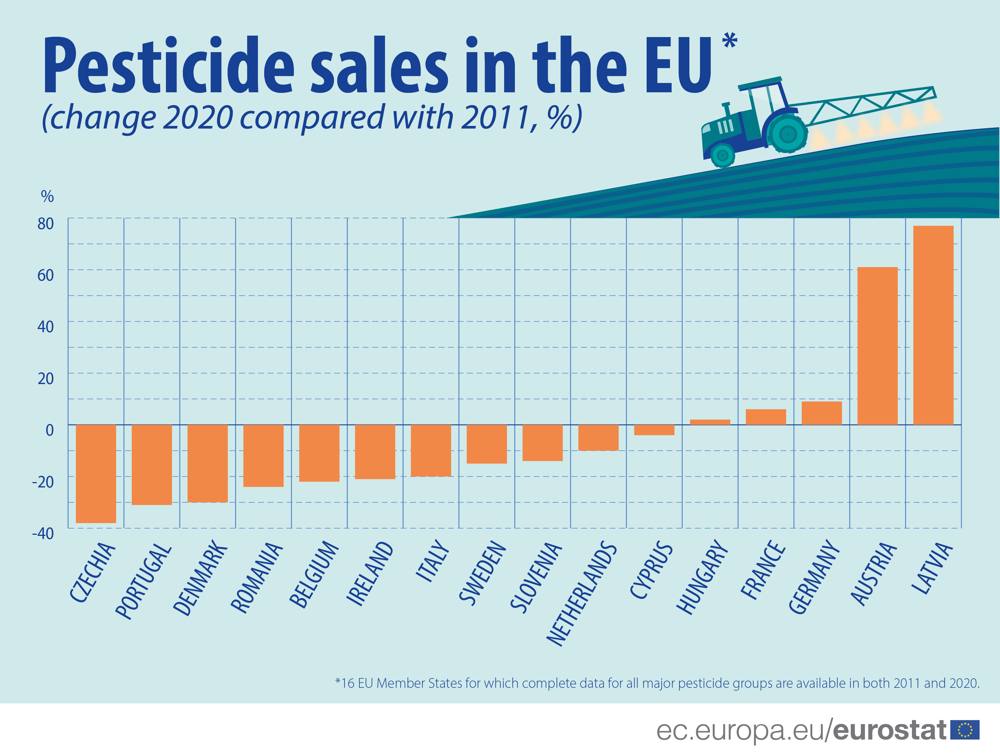 Pesticide sales in the EU*
(change 2020 compared with 2011, %)
%
80
60
40
20
0
-20
-40
CZECHIA
PORTUGAL
DENMARK
ROMANIA
BELGIUM
IRELAND
ITALY
SWEDEN
SLOVENIA
NETHERLANDS
CYPRUS
HUNGARY
FRANCE
GERMANY
AUSTRIA
LATVIA
*16 EU Member States for which complete data for all major pesticide groups are available in both 2011 and 2020.
ec.europa.eu/eurostat